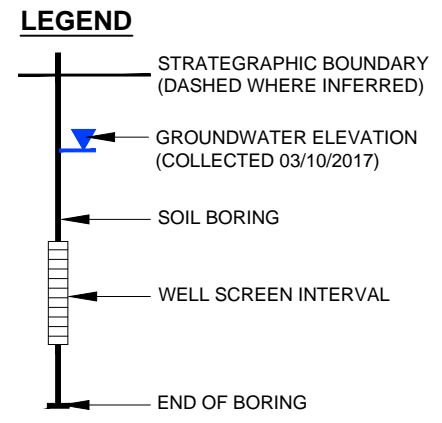 LEGEND
STRATEGRAPHIC BOUNDARY
(DASHED WHERE INFERRED)
GROUNDWATER ELEVATION
(COLLECTED 03/10/2017)
SOIL BORING
WELL SCREEN INTERVAL
END OF BORING